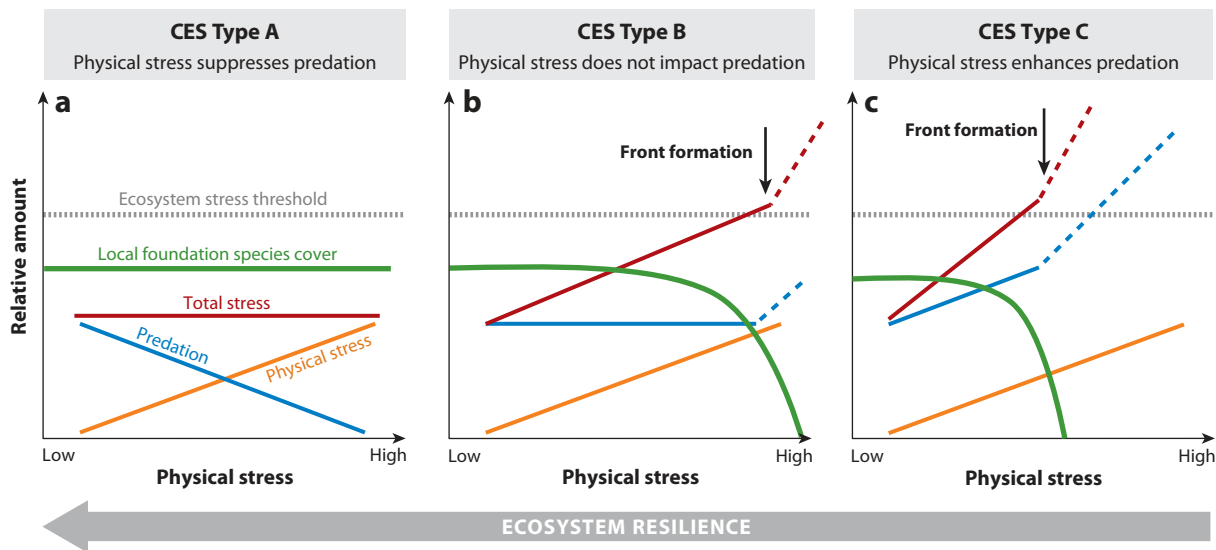 CES Type A
Physical stress suppresses predation
CES Type B
Physical stress does not impact predation
CES Type C
Physical stress enhances predation
a
b
c
Front formation
Front formation
Ecosystem stress threshold
Local foundation species cover
Total stress
Predation
Physical stress
Relative amount
Low
High
Physical stress
Low
High
Physical stress
Low
High
Physical stress
ECOSYSTEM RESILIENCE